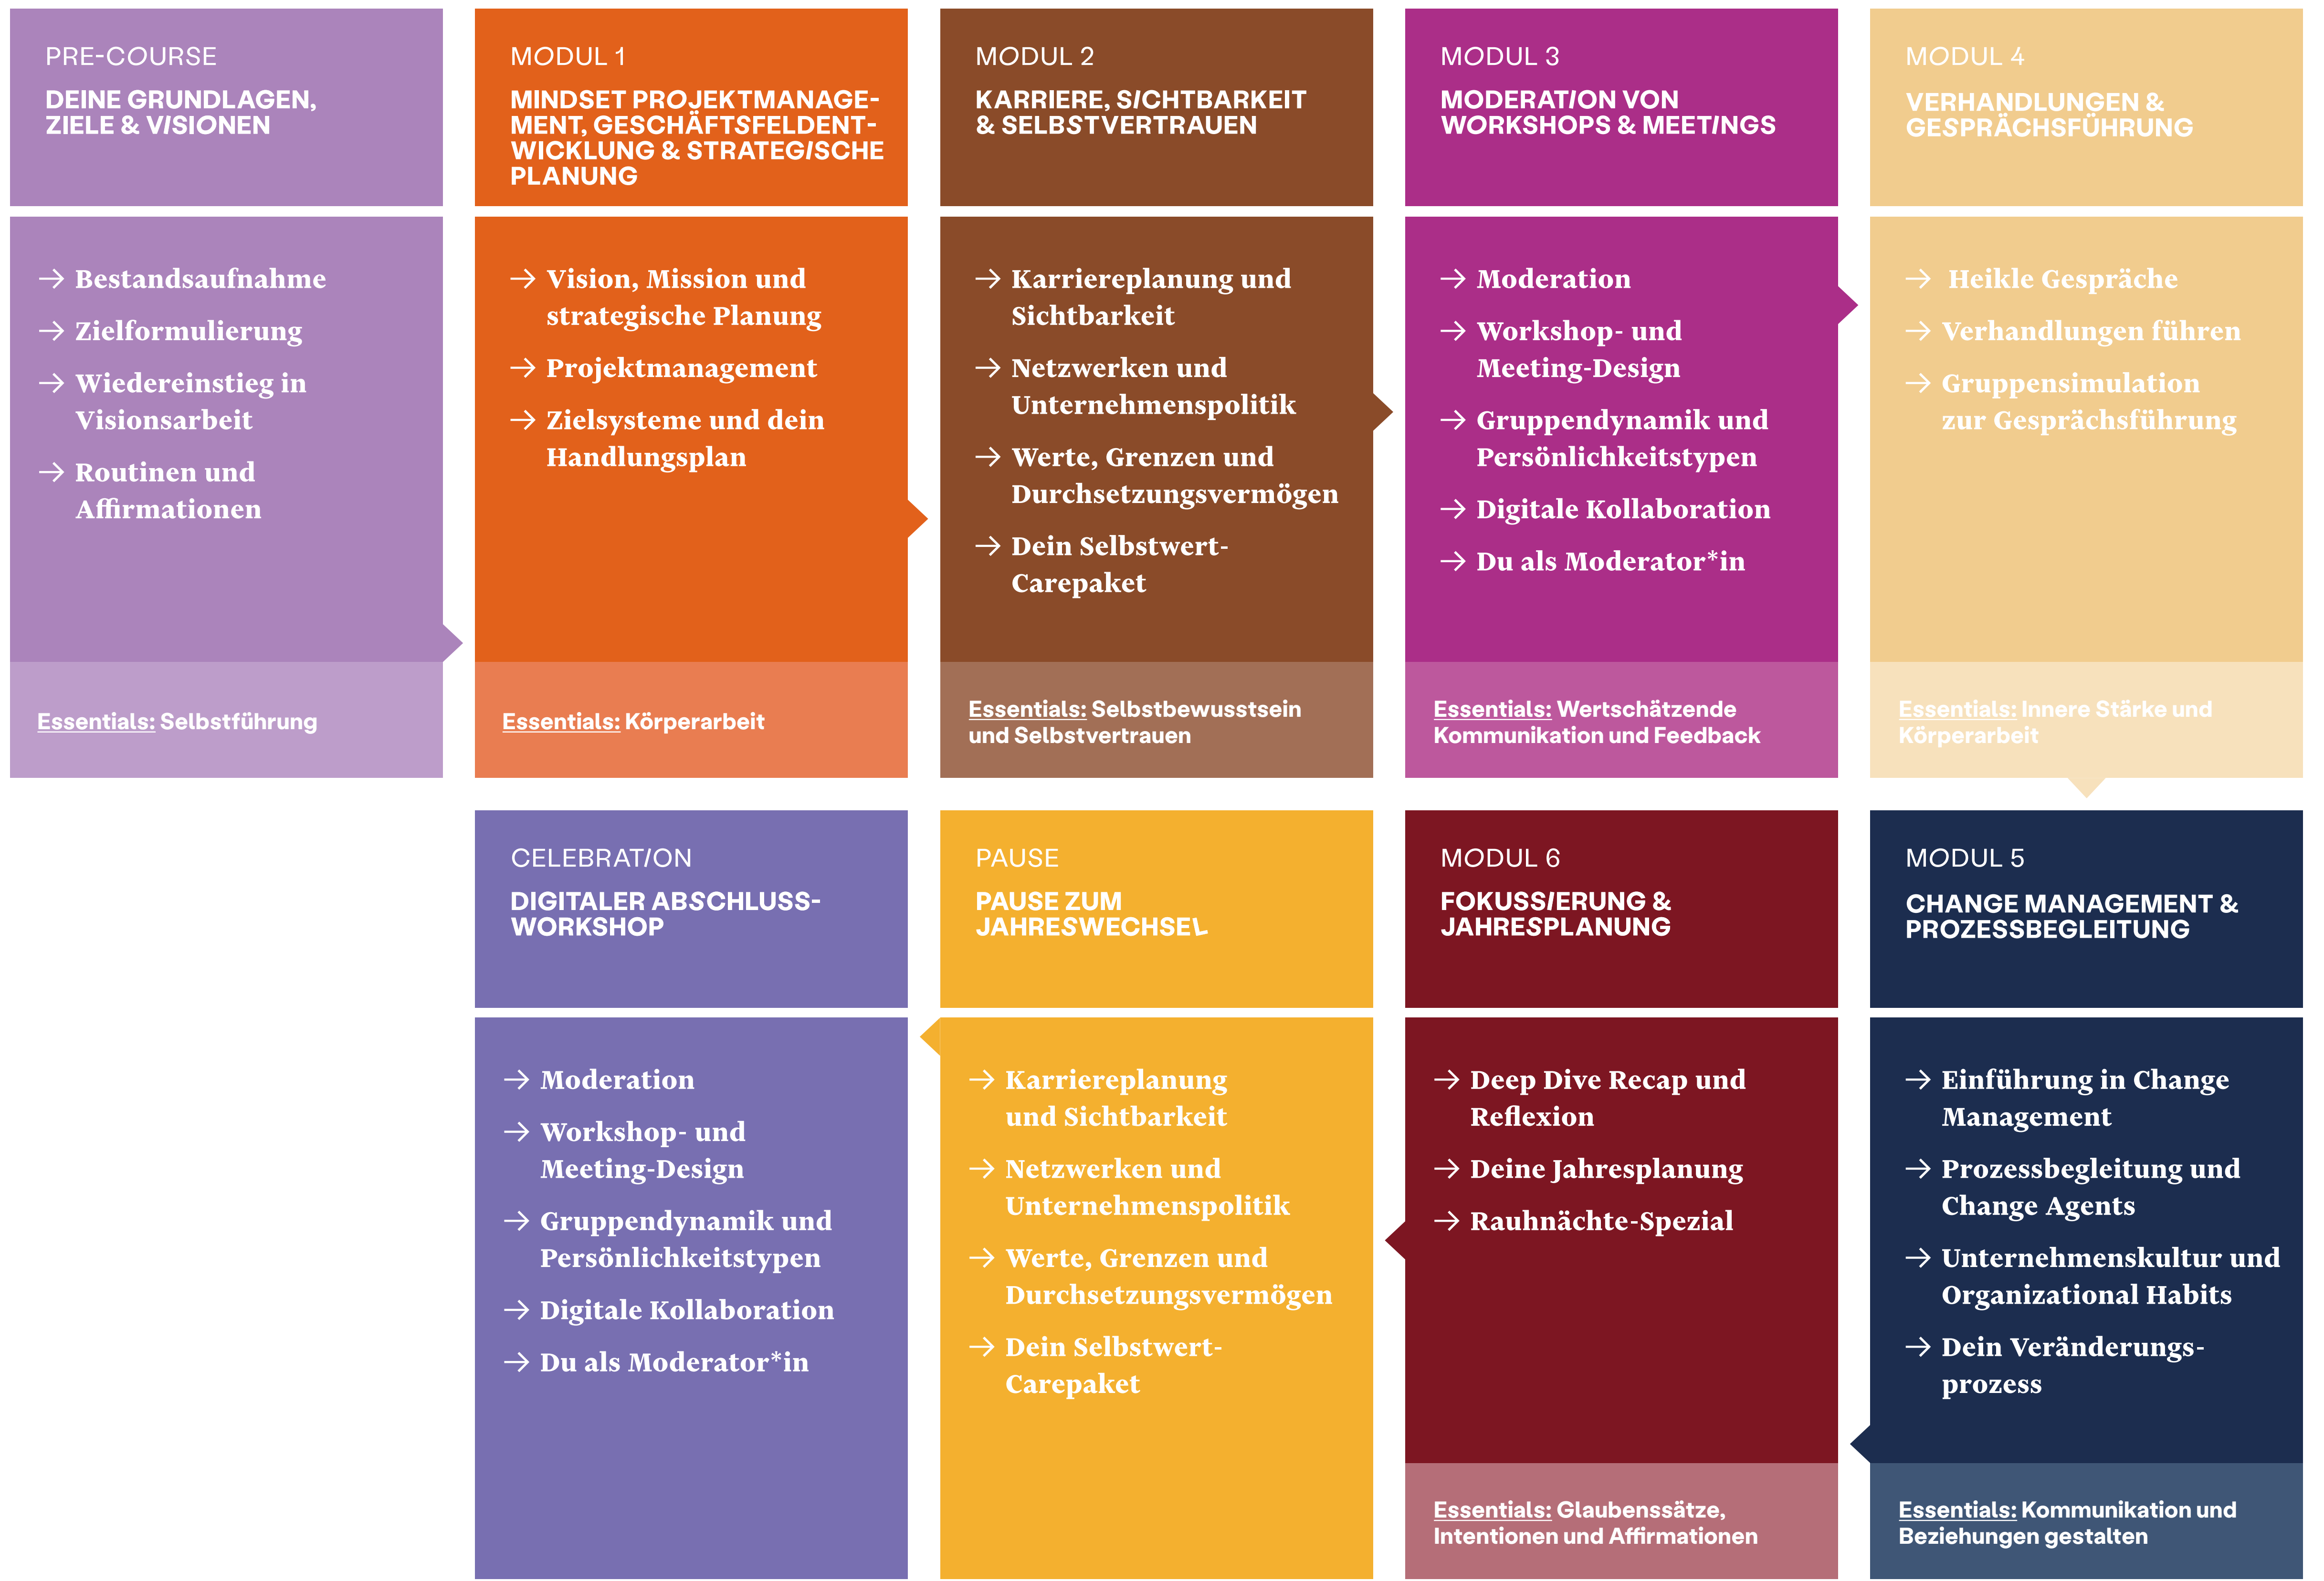 PRE-COURSE
DEINE GRUNDLAGEN,
ZIELE & VISIONEN
→ Bestandsaufnahme
→ Zielformulierung
→ Wiedereinstieg in
Visionsarbeit
→ Routinen und
Affirmationen
Essentials: Selbstführung
MODUL 1
MINDSET PROJEKTMANAGE-
MENT, GESCHÄFTSFELDENT-
WICKLUNG & STRATEGISCHE
PLANUNG
→ Vision, Mission und
strategische Planung
→ Projektmanagement
→ Zielsysteme und dein
Handlungsplan
Essentials: Körperarbeit
MODUL 2
KARRIERE, SICHTBARKEIT
& SELBSTVERTRAUEN
→ Karriereplanung und
Sichtbarkeit
→ Netzwerken und
Unternehmenspolitik
→ Werte, Grenzen und
Durchsetzungsvermögen
→ Dein Selbstwert-
Carepaket
Essentials: Selbstbewusstsein
und Selbstvertrauen
MODUL 3
MODERATION VON
WORKSHOPS & MEETINGS
→ Moderation
→ Workshop- und
Meeting-Design
→ Gruppendynamik und
Persönlichkeitstypen
→ Digitale Kollaboration
→ Du als Moderator*in
Essentials: Wertschätzende
Kommunikation und Feedback
MODUL 4
VERHANDLUNGEN &
GESPRÄCHSFÜHRUNG
→ Heikle Gespräche
→ Verhandlungen führen
→ Gruppensimulation
zur Gesprächsführung
Essentials: Innere Stärke und
Körperarbeit
MODUL 5
CHANGE MANAGEMENT &
PROZESSBEGLEITUNG
→ Einführung in Change
Management
→ Prozessbegleitung und
Change Agents
→ Unternehmenskultur und
Organizational Habits
→ Dein Veränderungs-
prozess
Essentials: Kommunikation und
Beziehungen gestalten
MODUL 6
FOKUSSIERUNG &
JAHRESPLANUNG
→ Deep Dive Recap und
Reflexion
→ Deine Jahresplanung
→ Rauhnächte-Spezial
Essentials: Glaubenssätze,
Intentionen und Affirmationen
PAUSE
PAUSE ZUM
JAHRESWECHSEL
→ Karriereplanung
und Sichtbarkeit
→ Netzwerken und
Unternehmenspolitik
→ Werte, Grenzen und
Durchsetzungsvermögen
→ Dein Selbstwert-
Carepaket
CELEBRATION
DIGITALER ABSCHLUSS-
WORKSHOP
→ Moderation
→ Workshop- und
Meeting-Design
→ Gruppendynamik und
Persönlichkeitstypen
→ Digitale Kollaboration
→ Du als Moderator*in